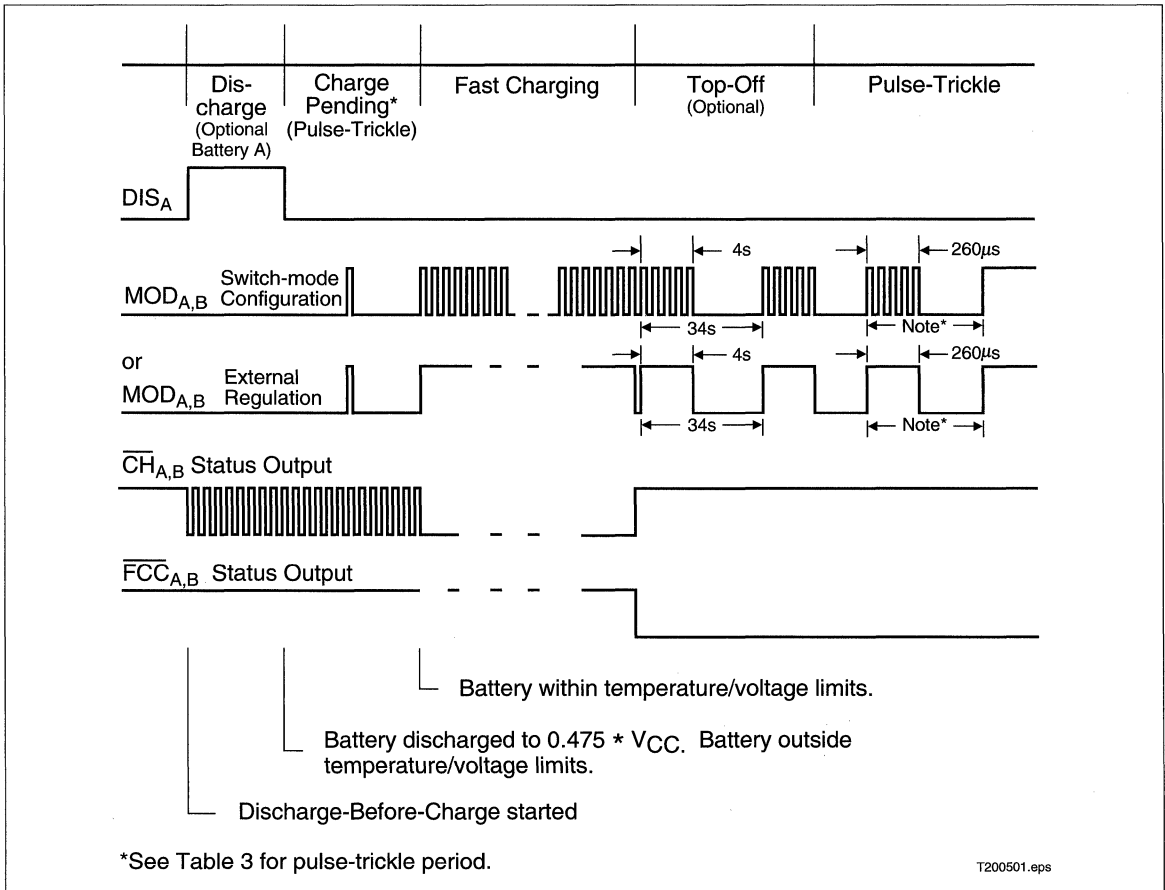 Dis-
charge
(Optional
Battery A)
Charge
Pending*
(Pulse-Trickle)
Fast Charging
Top-Off
(Optional)
Pulse-Trickle
DISA
4s
260µs
MODA,B Switch-mode
Configuration
34s
Note*
or
4s
260µs
MODA,B External
Regulation
34s
Note*
CHA,B Status Output
FCCA,B Status Output
Battery within temperature/voltage limits.
Battery discharged to 0.475 * VCC. Battery outside
temperature/voltage limits.
Discharge-Before-Charge started
*See Table 3 for pulse-trickle period.
T200501.eps